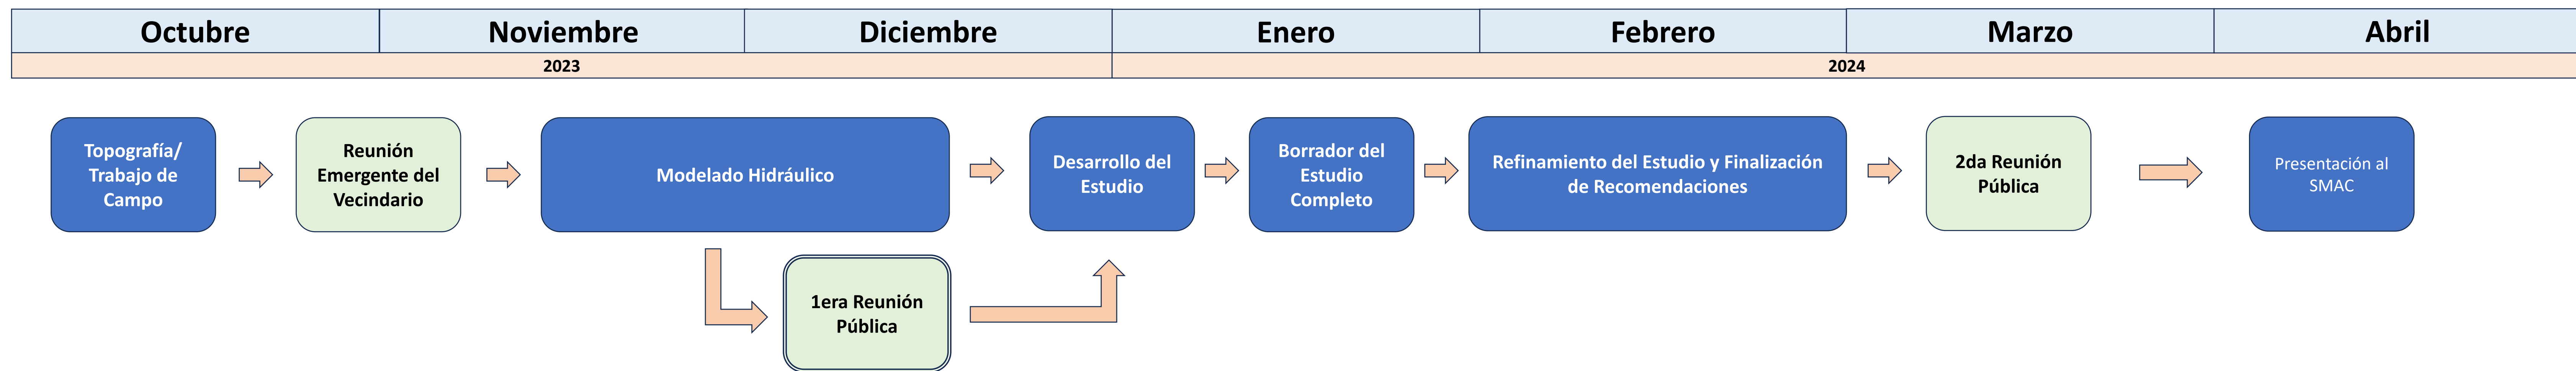 Octubre
Noviembre
Diciembre
Enero
Febrero
Marzo
Abril
2023
2024
Topografía/
Trabajo de
Campo
Reunión
Emergente del
Vecindario
Modelado Hidráulico
Desarrollo del
Estudio
Borrador del
Estudio
Completo
Refinamiento del Estudio y Finalización
de Recomendaciones
2da Reunión
Pública
Presentación al
SMAC
1era Reunión
Pública